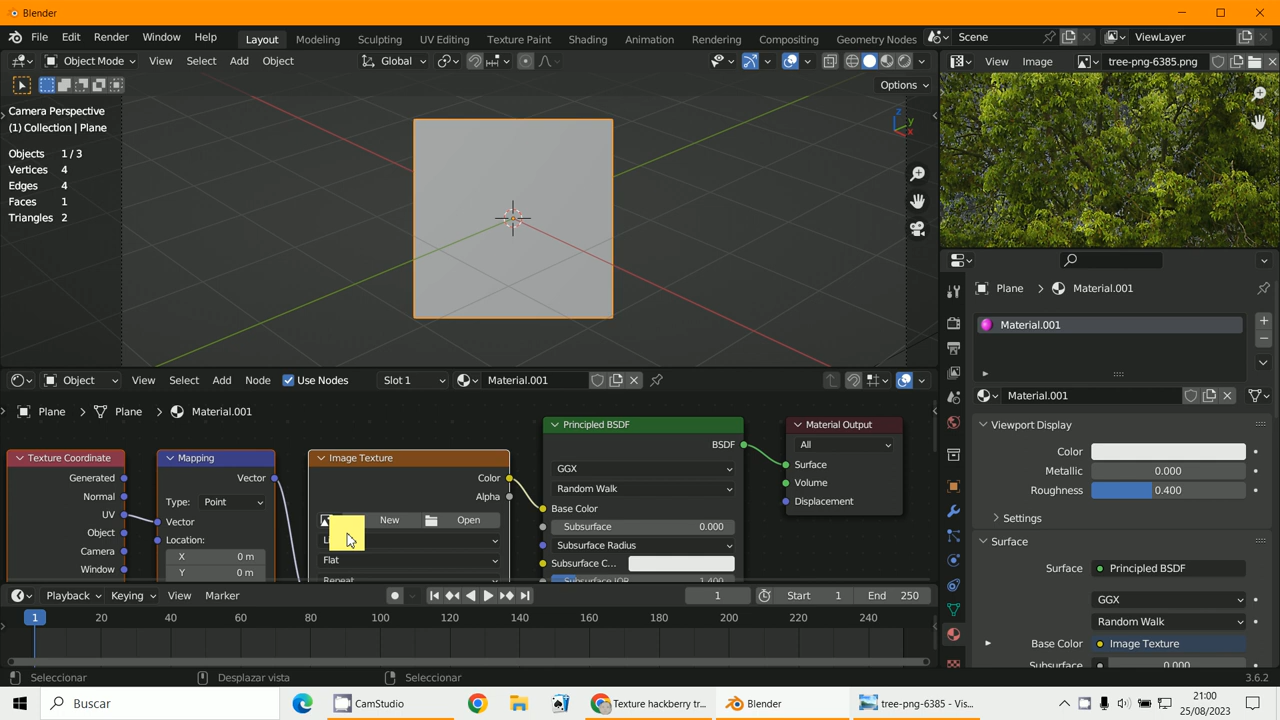 Blender
File Edit Render Window Help Layout Modeling Sculpting UV Editing Texture Paint Shading Animation Rendering Compositing Geometry Nodes Scene ViewLayer
Object Mode View Select Add Object Global View Image tree-png-6385.png
Options
Camera Perspective
(1) Collection | Plane
Objects 1 / 3
Vertices 4
Edges 4
Faces 1
Triangles 2
Z
Y
X
Plane Material.001
Material.001
Object View Select Add Node Use Nodes Slot 1 Material.001
Material.001
Plane Plane Material.001
Viewport Display
Color
Metallic 0.000
Roughness 0.400
Settings
Surface
Surface Principled BSDF
GGX
Random Walk
Base Color Image Texture
Subsurface 0.000
Texture Coordinate
Generated
Normal
UV
Object
Camera
Window
Mapping
Vector
Type: Point
Vector
Location:
X 0 m
Y 0 m
Image Texture
Color
Alpha
New Open
Flat
Repeat
Principled BSDF
BSDF
GGX
Random Walk
Base Color
Subsurface 0.000
Subsurface Radius
Subsurface C...
Subsurface IOR 1.400
Material Output
All
Surface
Volume
Displacement
Playback Keying View Marker 1 Start 1 End 250
1 20 40 60 80 100 120 140 160 180 200 220 240
Seleccionar Desplazar vista Seleccionar 3.6.2
Buscar CamStudio Texture hackberry tr... Blender tree-png-6385 - Vis... 21:00
25/08/2023